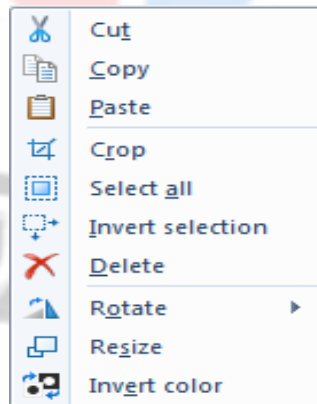 Cut
Copy
Paste
Crop
Select all
Invert selection
Delete
Rotate
Resize
Invert color